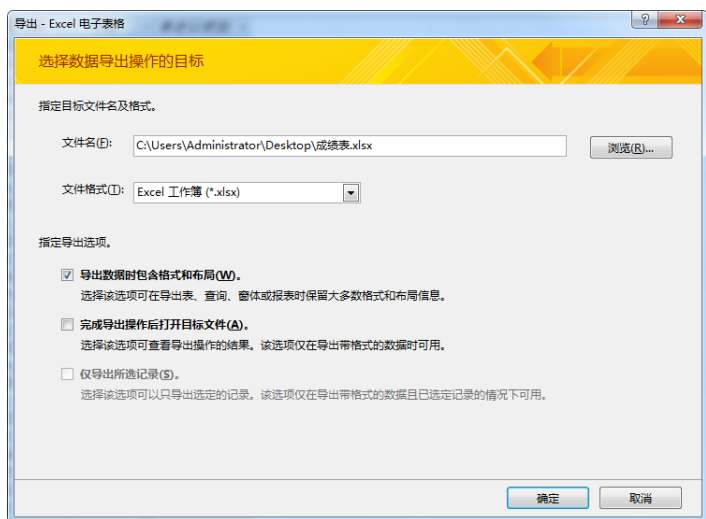 导出 - Excel 电子表格
选择数据导出操作的目标
指定目标文件名及格式。
文件名(F):
C:\Users\Administrator\Desktop\成绩表.xlsx
浏览(R)...
文件格式(T):
Excel 工作簿 (*.xlsx)
指定导出选项。
导出数据时包含格式和布局(W)。
选择该选项可在导出表、查询、窗体或报表时保留大多数格式和布局信息。
完成导出操作后打开目标文件(A)。
选择该选项可查看导出操作的结果。该选项仅在导出带格式的数据时可用。
仅导出所选记录(S)。
选择该选项可以只导出选定的记录。该选项仅在导出带格式的数据且已选定记录的情况下可用。
确定
取消